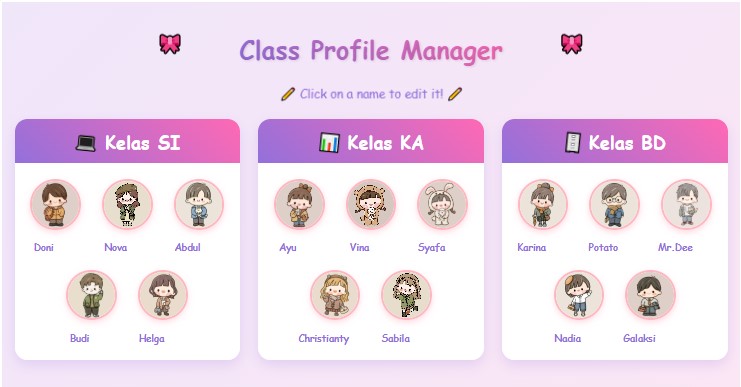 Class Profile Manager
Click on a name to edit it!
Kelas SI
Doni Nova Abdul
Budi Helga
Kelas KA
Ayu Vina Syafa
Christianty Sabila
Kelas BD
Karina Potato Mr.Dee
Nadia Galaksi